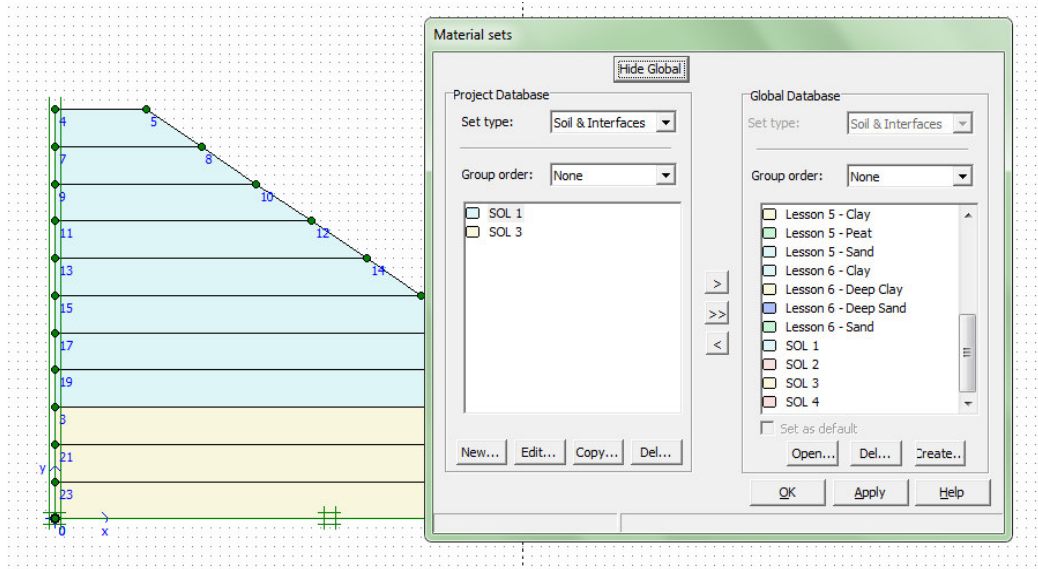 Material sets
Hide Global
Project Database
Set type: Soil & Interfaces
Group order: None
SOL 1
SOL 3
New... Edit... Copy... Del...
>
>>
<
Global Database
Set type: Soil & Interfaces
Group order: None
Lesson 5 - Clay
Lesson 5 - Peat
Lesson 5 - Sand
Lesson 6 - Clay
Lesson 6 - Deep Clay
Lesson 6 - Deep Sand
Lesson 6 - Sand
SOL 1
SOL 2
SOL 3
SOL 4
Set as default
Open... Del... Create..
OK Apply Help
4 5
7 8
9 10
11 12
13 14
15
17
19
3
21
y
23
0 x